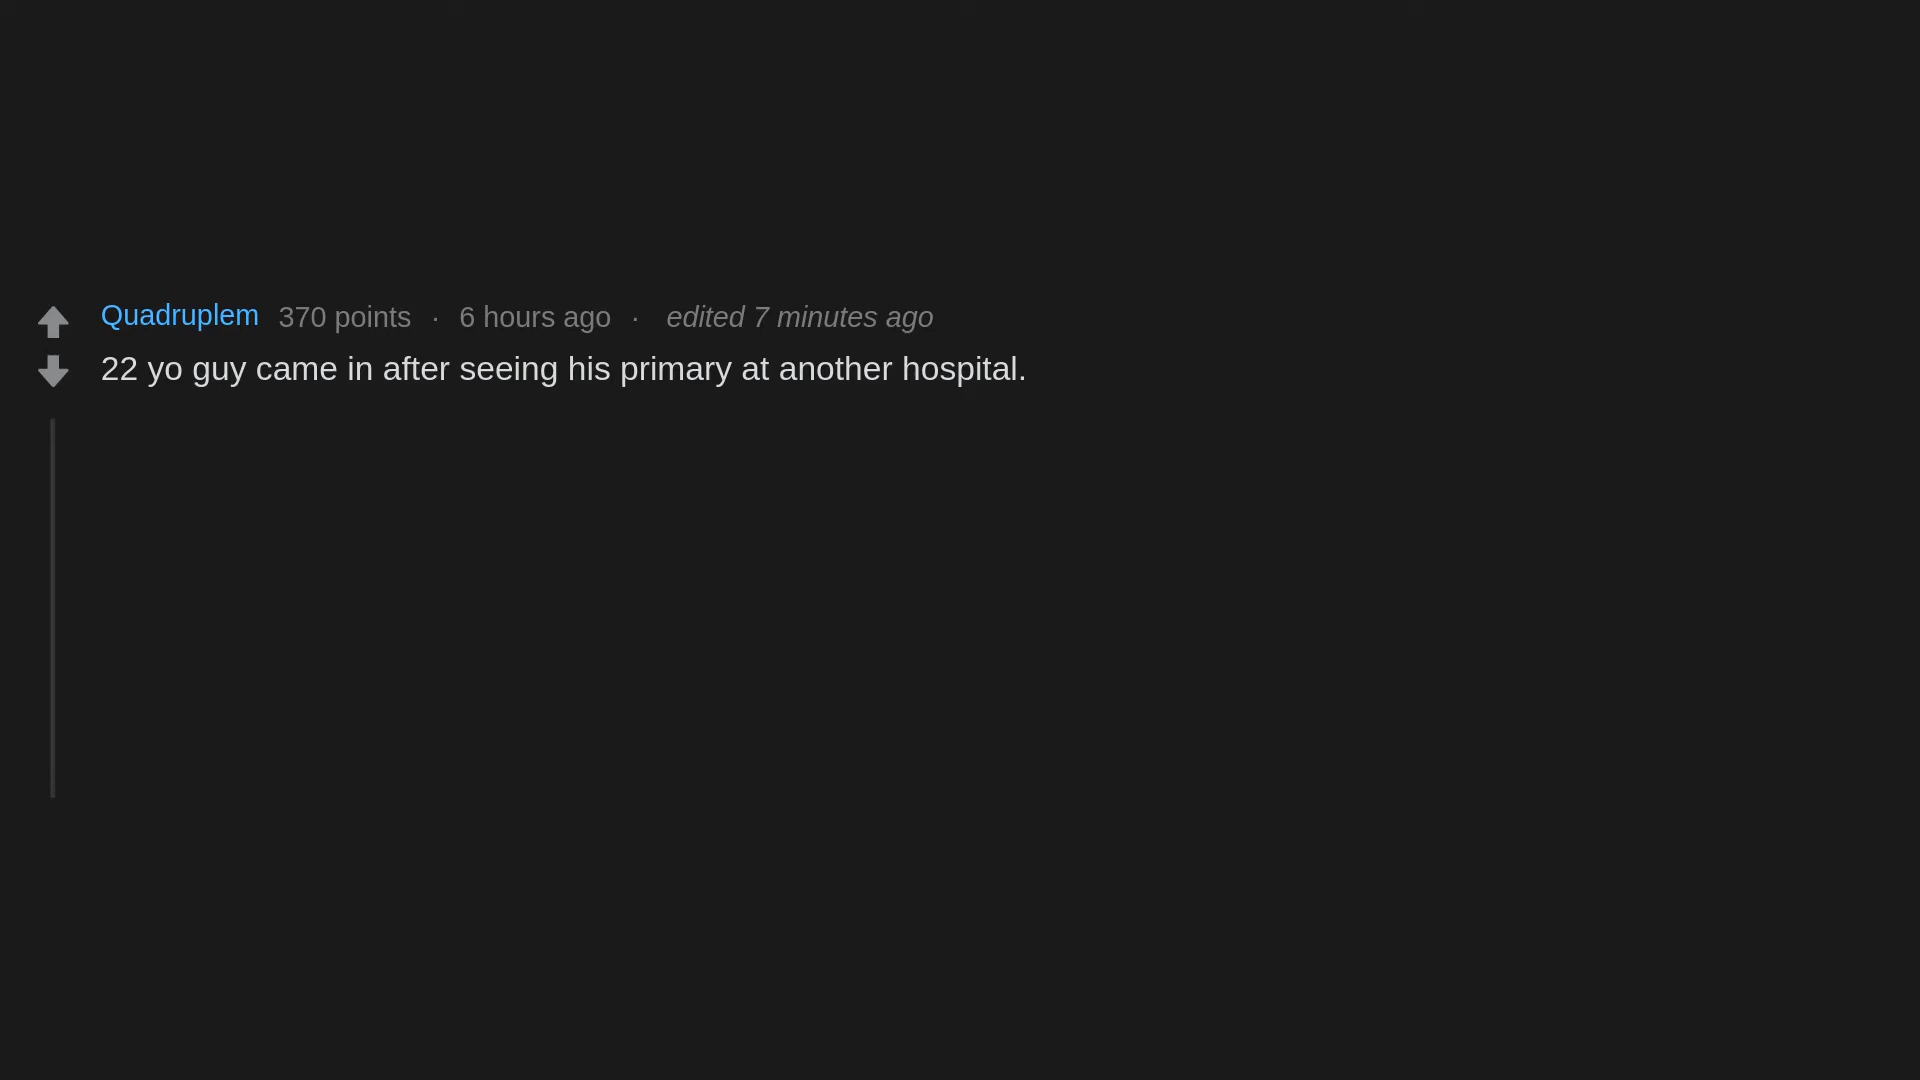 Quadruplem 370 points · 6 hours ago · edited 7 minutes ago
22 yo guy came in after seeing his primary at another hospital.